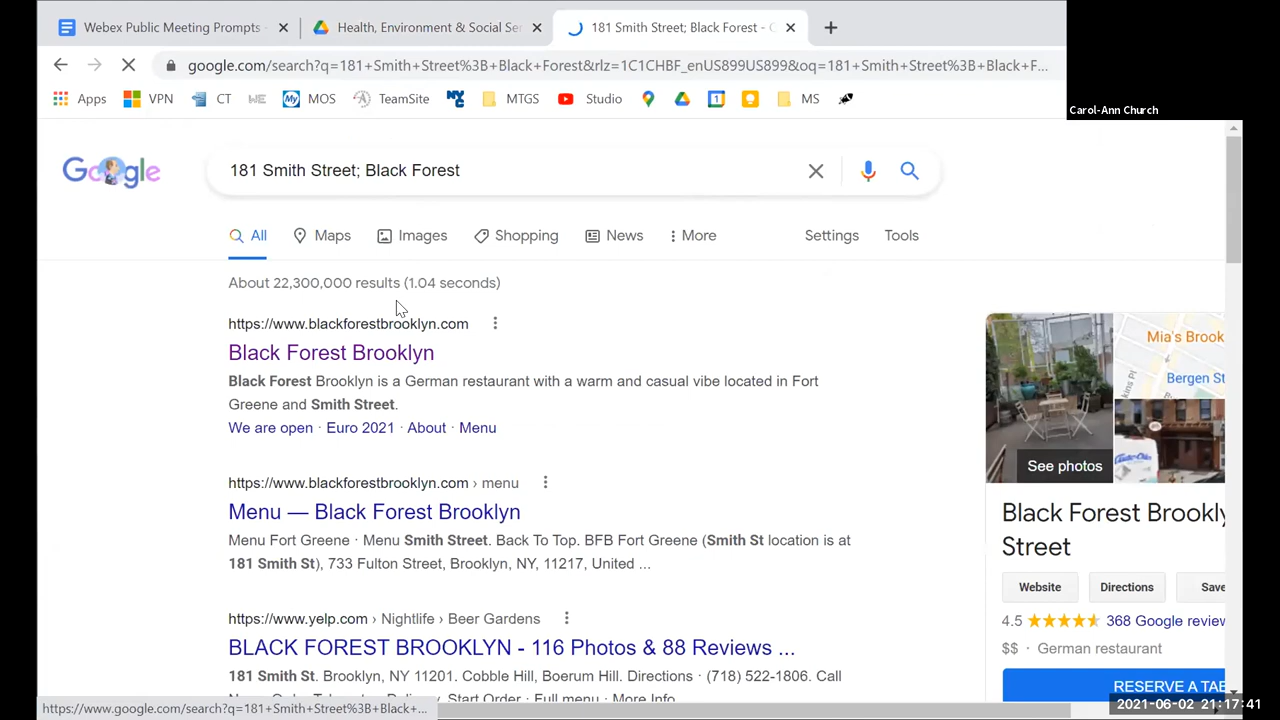 Webex Public Meeting Prompts -
Health, Environment & Social Ser
181 Smith Street; Black Forest - G
google.com/search?q=181+Smith+Street%3B+Black+Forest&rlz=1C1CHBF_enUS899US899&oq=181+Smith+Street%3B+Black+F...
Apps VPN CT WE MOS TeamSite MTGS Studio MS
Carol-Ann Church
Google
181 Smith Street; Black Forest
All Maps Images Shopping News More Settings Tools
About 22,300,000 results (1.04 seconds)
https://www.blackforestbrooklyn.com
Black Forest Brooklyn
Black Forest Brooklyn is a German restaurant with a warm and casual vibe located in Fort
Greene and Smith Street.
We are open · Euro 2021 · About · Menu
https://www.blackforestbrooklyn.com › menu
Menu — Black Forest Brooklyn
Menu Fort Greene · Menu Smith Street. Back To Top. BFB Fort Greene (Smith St location is at
181 Smith St), 733 Fulton Street, Brooklyn, NY, 11217, United ...
https://www.yelp.com › Nightlife › Beer Gardens
BLACK FOREST BROOKLYN - 116 Photos & 88 Reviews ...
181 Smith St. Brooklyn, NY 11201. Cobble Hill, Boerum Hill. Directions · (718) 522-1806. Call
Full menu · More Info
Mia's Brook
Bergen St
See photos
Black Forest Brookly
Street
Website Directions Save
4.5 368 Google review
$$ · German restaurant
RESERVE A TAB
https://www.google.com/search?q=181+Smith+Street%3B+Black+...
2021-06-02 21:17:41